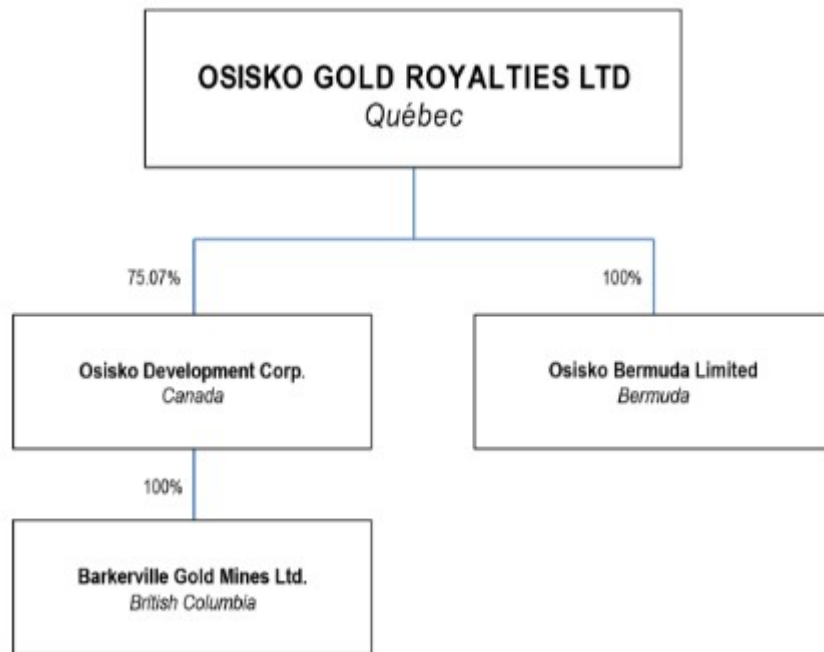 OSISKO GOLD ROYALTIES LTD
Québec
75.07%
100%
Osisko Development Corp.
Canada
Osisko Bermuda Limited
Bermuda
100%
Barkerville Gold Mines Ltd.
British Columbia